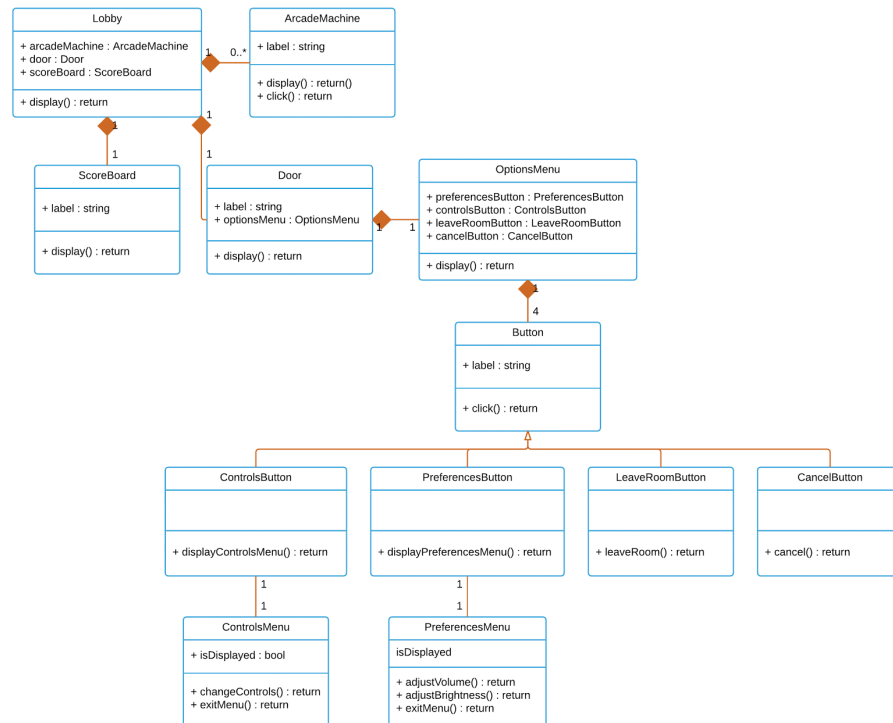 Lobby
+ arcadeMachine : ArcadeMachine
+ door : Door
+ scoreBoard : ScoreBoard
+ display() : return
1
0..*
ArcadeMachine
+ label : string
+ display() : return()
+ click() : return
1
1
1
1
ScoreBoard
+ label : string
+ display() : return
Door
+ label : string
+ optionsMenu : OptionsMenu
+ display() : return
1
1
OptionsMenu
+ preferencesButton : PreferencesButton
+ controlsButton : ControlsButton
+ leaveRoomButton : LeaveRoomButton
+ cancelButton : CancelButton
+ display() : return
1
4
Button
+ label : string
+ click() : return
ControlsButton
+ displayControlsMenu() : return
PreferencesButton
+ displayPreferencesMenu() : return
LeaveRoomButton
+ leaveRoom() : return
CancelButton
+ cancel() : return
1
1
1
1
ControlsMenu
+ isDisplayed : bool
+ changeControls() : return
+ exitMenu() : return
PreferencesMenu
isDisplayed
+ adjustVolume() : return
+ adjustBrightness() : return
+ exitMenu() : return